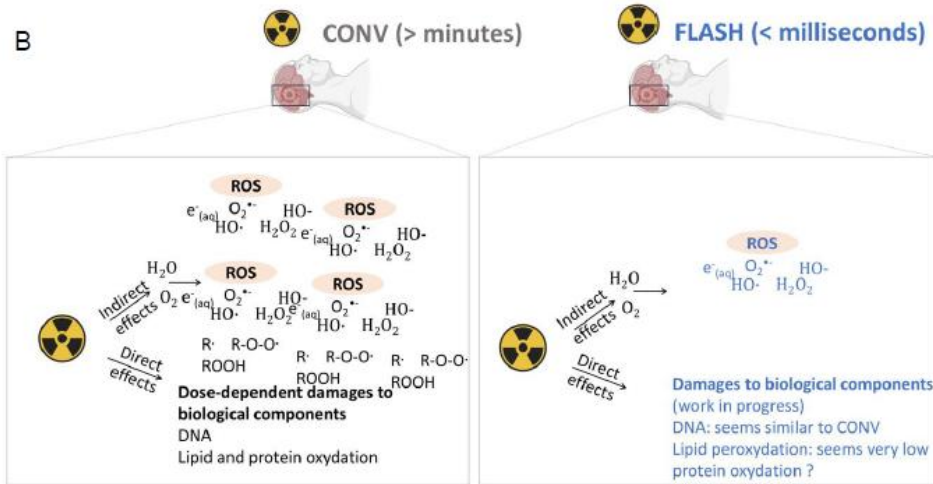 B
CONV (> minutes)
FLASH (< milliseconds)
ROS
e-(aq) O2•- HO-
HO· H2O2
ROS
e-(aq) O2•- HO-
HO· H2O2
H2O
O2
Indirect
effects
ROS
e-(aq) O2•- HO-
HO· H2O2
ROS
e-(aq) O2•- HO-
HO· H2O2
Direct
effects
R· R-O-O·
ROOH
R· R-O-O·
ROOH
R· R-O-O·
ROOH
Dose-dependent damages to
biological components
DNA
Lipid and protein oxydation
ROS
e-(aq) O2•- HO-
HO· H2O2
H2O
O2
Indirect
effects
Direct
effects
Damages to biological components
(work in progress)
DNA: seems similar to CONV
Lipid peroxydation: seems very low
protein oxydation ?